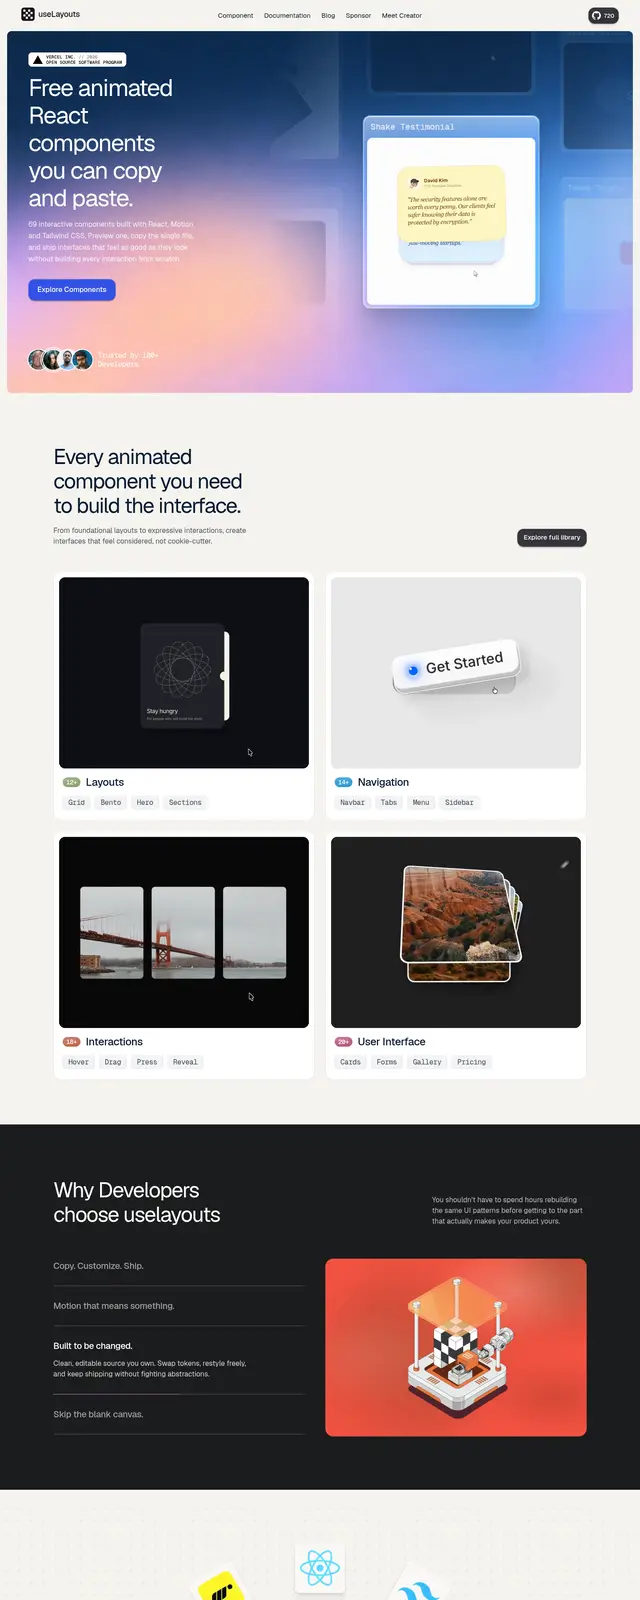 useLayouts
Component
Documentation
Blog
Sponsor
Meet Creator
720
VERCEL INC. // 2026
OPEN SOURCE SOFTWARE PROGRAM
Free animated
React
components
you can copy
and paste.
69 interactive components built with React, Motion
and Tailwind CSS. Preview one, copy the single file,
and ship interfaces that feel as good as they look
without building every interaction from scratch.
Explore Components
Trusted by 100+
Developers
Shake Testimonial
David Kim
"The security features alone are
worth every penny. Our clients feel
safer knowing their data is
protected by encryption."
fast-moving startups."
Every animated
component you need
to build the interface.
From foundational layouts to expressive interactions, create
interfaces that feel considered, not cookie-cutter.
Explore full library
Stay hungry
Get Started
12+ Layouts
Grid
Bento
Hero
Sections
14+ Navigation
Navbar
Tabs
Menu
Sidebar
18+ Interactions
Hover
Drag
Press
Reveal
20+ User Interface
Cards
Forms
Gallery
Pricing
Why Developers
choose uselayouts
You shouldn't have to spend hours rebuilding
the same UI patterns before getting to the part
that actually makes your product yours.
Copy. Customize. Ship.
Motion that means something.
Built to be changed.
Clean, editable source you own. Swap tokens, restyle freely,
and keep shipping without fighting abstractions.
Skip the blank canvas.